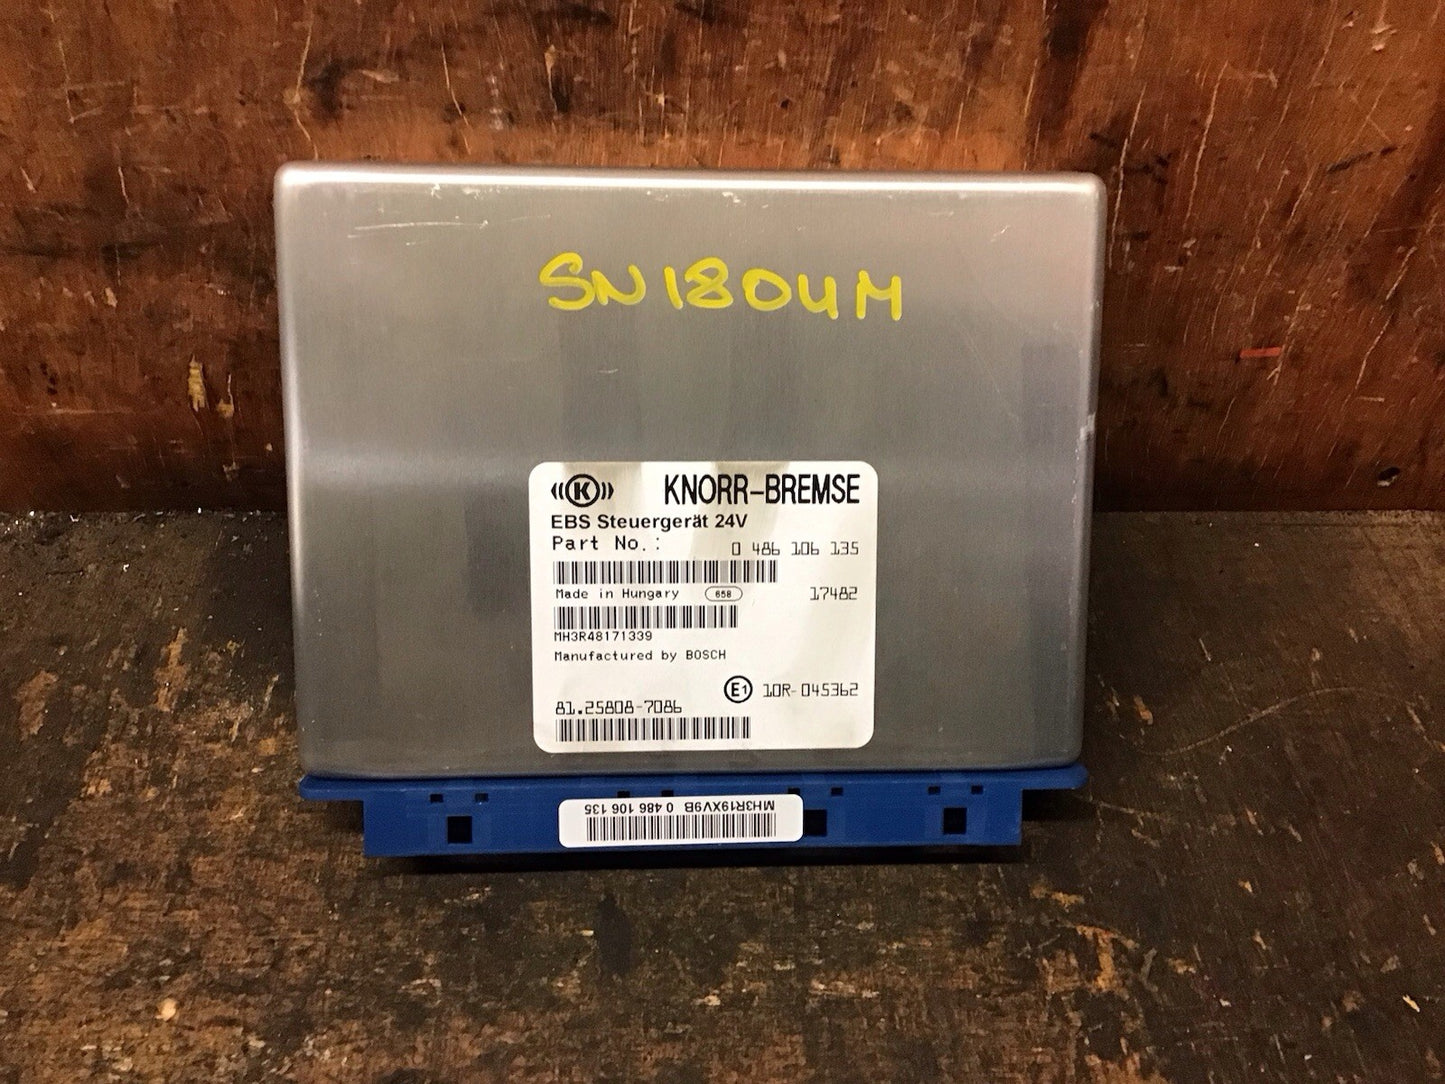 SN1804M
K
KNORR-BREMSE
EBS Steuergerät 24V
Part No.: 0 486 106 135
Made in Hungary 658 17482
MH3R48171339
Manufactured by BOSCH
E1 10R-045362
81.25808-7086
MH3R19XV9B 0 486 106 135